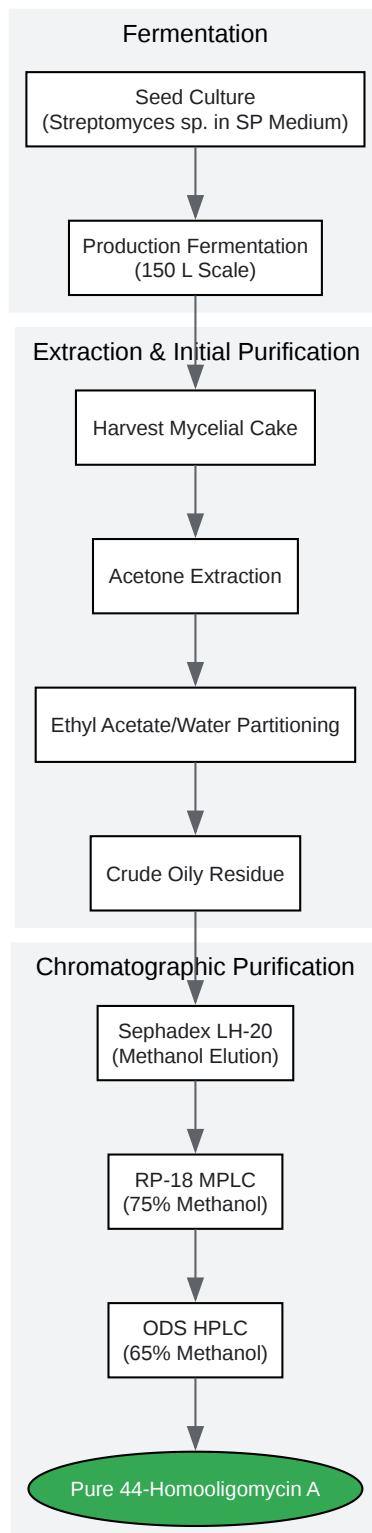 Fermentation
Seed Culture
(Streptomyces sp. in SP Medium)
Production Fermentation
(150 L Scale)
Extraction & Initial Purification
Harvest Mycelial Cake
Acetone Extraction
Ethyl Acetate/Water Partitioning
Crude Oily Residue
Chromatographic Purification
Sephadex LH-20
(Methanol Elution)
RP-18 MPLC
(75% Methanol)
ODS HPLC
(65% Methanol)
Pure 44-Homooligomycin A